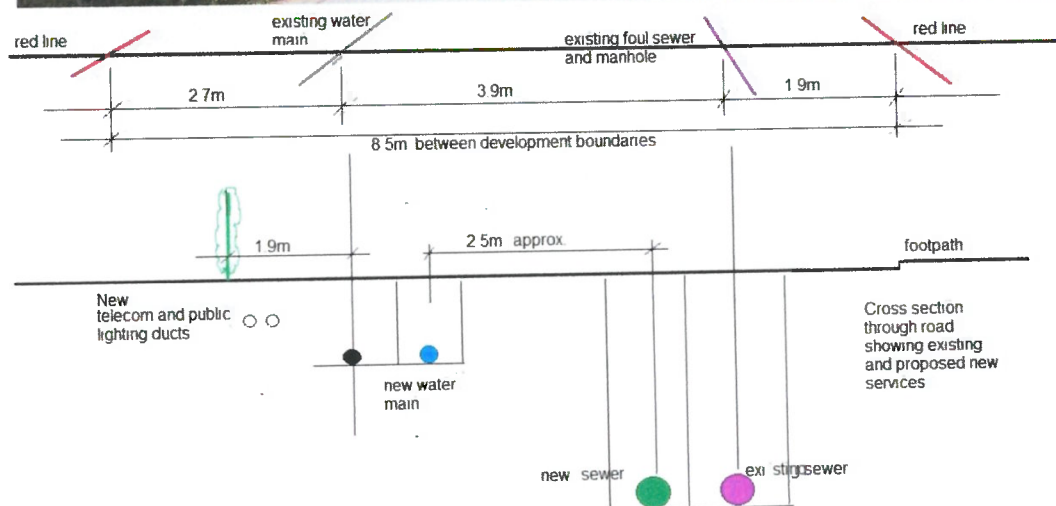 red line
existing water
main
existing foul sewer
and manhole
red line
2 7m
3.9m
1 9m
8 5m between development boundaries
1.9m
2 5m approx.
footpath
New
telecom and public
lighting ducts
new water
main
Cross section
through road
showing existing
and proposed new
services
new sewer
existing sewer